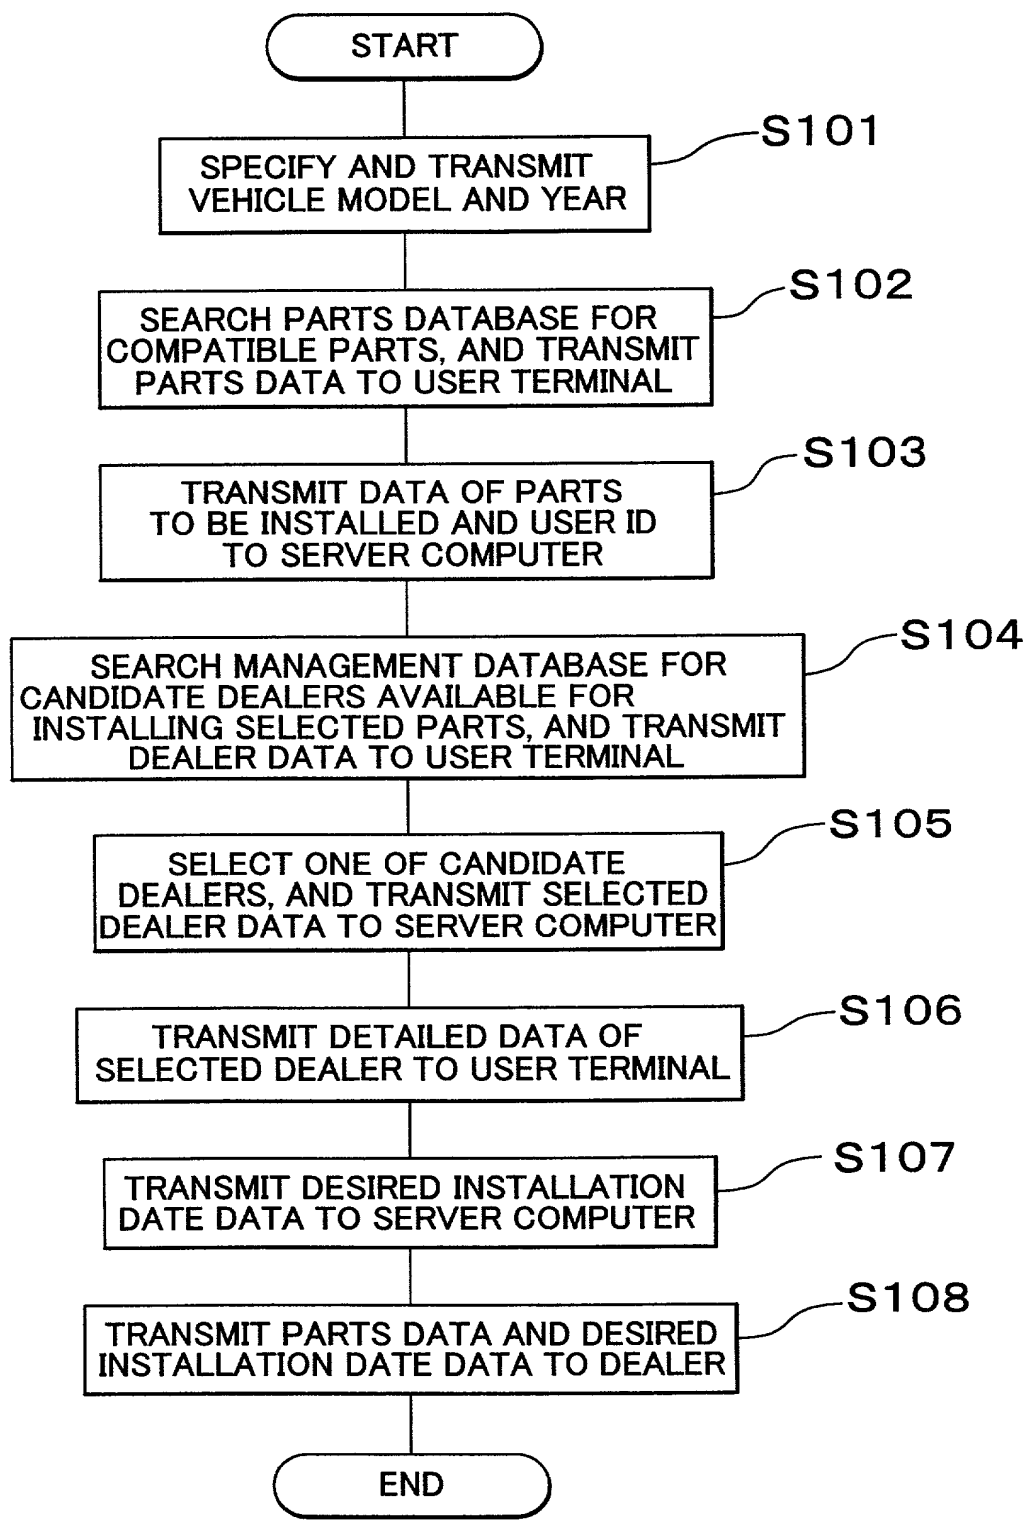 START
S101
SPECIFY AND TRANSMIT
VEHICLE MODEL AND YEAR
S102
SEARCH PARTS DATABASE FOR
COMPATIBLE PARTS, AND TRANSMIT
PARTS DATA TO USER TERMINAL
S103
TRANSMIT DATA OF PARTS
TO BE INSTALLED AND USER ID
TO SERVER COMPUTER
S104
SEARCH MANAGEMENT DATABASE FOR
CANDIDATE DEALERS AVAILABLE FOR
INSTALLING SELECTED PARTS, AND TRANSMIT
DEALER DATA TO USER TERMINAL
S105
SELECT ONE OF CANDIDATE
DEALERS, AND TRANSMIT SELECTED
DEALER DATA TO SERVER COMPUTER
S106
TRANSMIT DETAILED DATA OF
SELECTED DEALER TO USER TERMINAL
S107
TRANSMIT DESIRED INSTALLATION
DATE DATA TO SERVER COMPUTER
S108
TRANSMIT PARTS DATA AND DESIRED
INSTALLATION DATE DATA TO DEALER
END